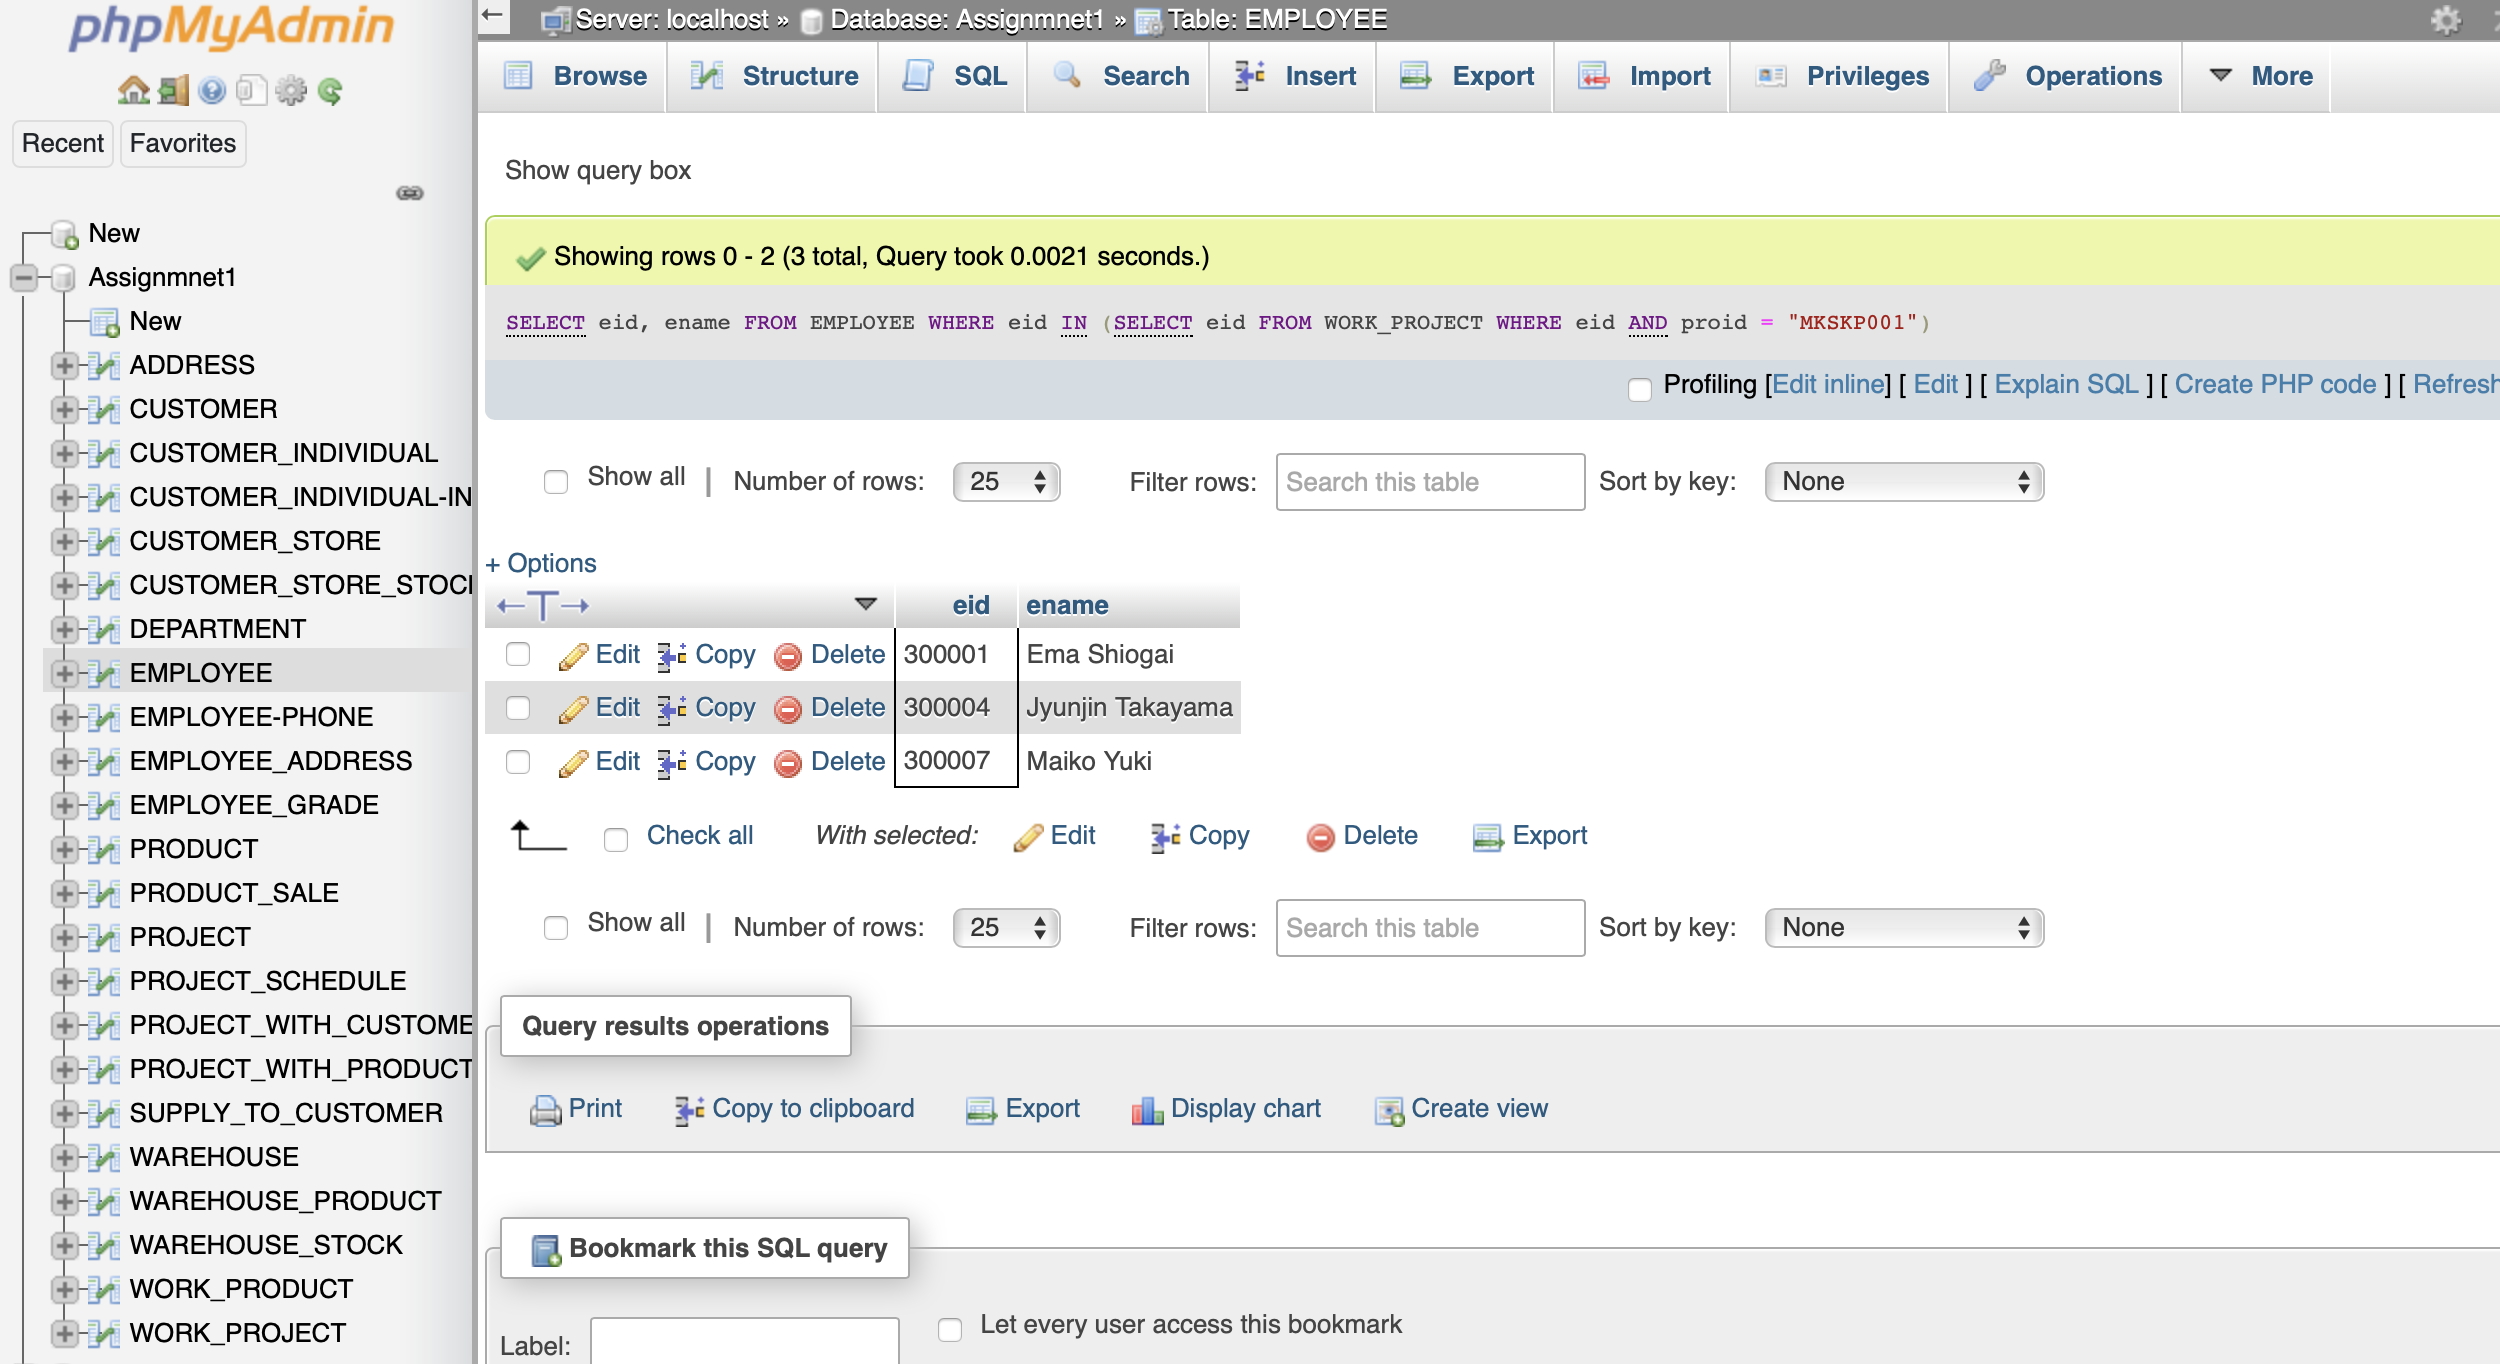 phpMyAdmin
Recent Favorites
New
Assignmnet1
New
ADDRESS
CUSTOMER
CUSTOMER_INDIVIDUAL
CUSTOMER_INDIVIDUAL-IN
CUSTOMER_STORE
CUSTOMER_STORE_STOC
DEPARTMENT
EMPLOYEE
EMPLOYEE-PHONE
EMPLOYEE_ADDRESS
EMPLOYEE_GRADE
PRODUCT
PRODUCT_SALE
PROJECT
PROJECT_SCHEDULE
PROJECT_WITH_CUSTOME
PROJECT_WITH_PRODUCT
SUPPLY_TO_CUSTOMER
WAREHOUSE
WAREHOUSE_PRODUCT
WAREHOUSE_STOCK
WORK_PRODUCT
WORK_PROJECT
Server: localhost » Database: Assignmnet1 » Table: EMPLOYEE
Browse Structure SQL Search Insert Export Import Privileges Operations More
Show query box
Showing rows 0 - 2 (3 total, Query took 0.0021 seconds.)
SELECT eid, ename FROM EMPLOYEE WHERE eid IN (SELECT eid FROM WORK_PROJECT WHERE eid AND proid = "MKSKP001")
Profiling [Edit inline] [ Edit ] [ Explain SQL ] [ Create PHP code ] [ Refresh
Show all | Number of rows: 25 Filter rows: Search this table Sort by key: None
+ Options
←T→ eid ename
Edit Copy Delete 300001 Ema Shiogai
Edit Copy Delete 300004 Jyunjin Takayama
Edit Copy Delete 300007 Maiko Yuki
Check all With selected: Edit Copy Delete Export
Show all | Number of rows: 25 Filter rows: Search this table Sort by key: None
Query results operations
Print Copy to clipboard Export Display chart Create view
Bookmark this SQL query
Label: Let every user access this bookmark